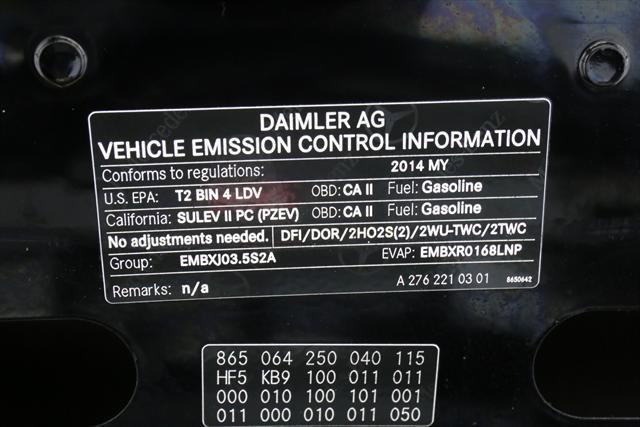 DAIMLER AG
VEHICLE EMISSION CONTROL INFORMATION
Conforms to regulations: 2014 MY
U.S. EPA: T2 BIN 4 LDV OBD: CA II Fuel: Gasoline
California: SULEV II PC (PZEV) OBD: CA II Fuel: Gasoline
No adjustments needed. DFI/DOR/2HO2S(2)/2WU-TWC/2TWC
Group: EMBXJ03.5S2A EVAP: EMBXR0168LNP
Remarks: n/a A 276 221 03 01 8650642
865 064 250 040 115
HF5 KB9 100 011 011
000 010 100 101 001
011 000 010 011 050